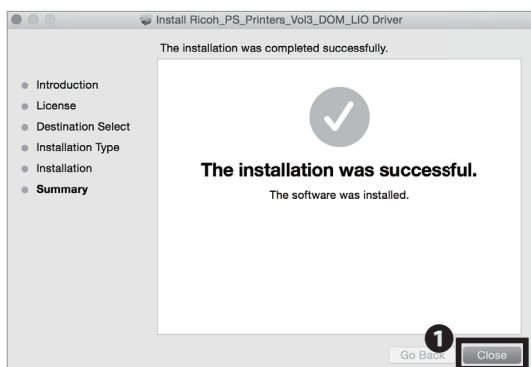 Install Ricoh_PS_Printers_Vol3_DOM_LIO Driver
The installation was completed successfully.
Introduction
License
Destination Select
Installation Type
Installation
Summary
The installation was successful.
The software was installed.
1
Go Back
Close